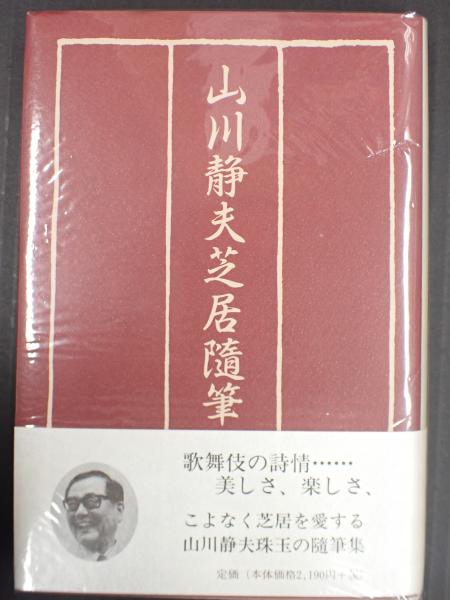 山川静夫芝居隨筆
歌舞伎の詩情……
美しさ、楽しさ、
こよなく芝居を愛する
山川静夫珠玉の随筆集
定価（本体価格2,190円＋税）